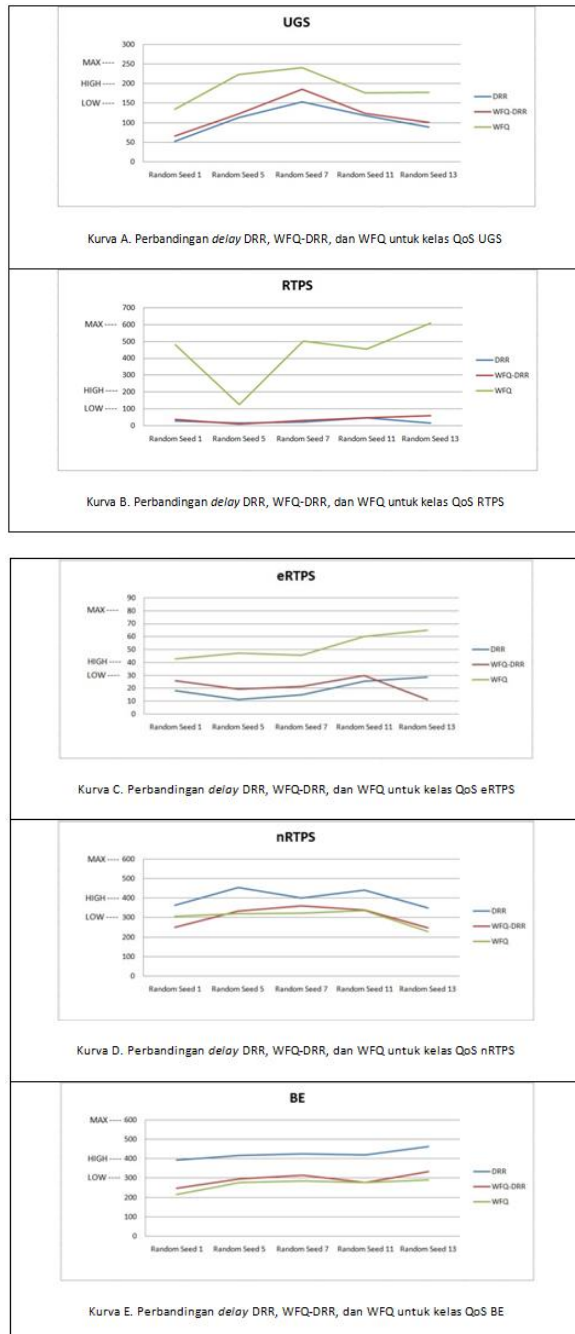 UGS
300
MAX ----
250
HIGH ----
200
LOW ----
150
100
50
0
Random Seed 1 Random Seed 5 Random Seed 7 Random Seed 11 Random Seed 13
DRR
WFQ-DRR
WFQ
Kurva A. Perbandingan delay DRR, WFQ-DRR, dan WFQ untuk kelas QoS UGS
RTPS
700
MAX ---- 600
500
400
300
HIGH ---- 200
LOW ---- 100
0
Random Seed 1 Random Seed 5 Random Seed 7 Random Seed 11 Random Seed 13
DRR
WFQ-DRR
WFQ
Kurva B. Perbandingan delay DRR, WFQ-DRR, dan WFQ untuk kelas QoS RTPS
eRTPS
90
MAX ---- 80
70
60
50
HIGH ---- 40
LOW ---- 30
20
10
0
Random Seed 1 Random Seed 5 Random Seed 7 Random Seed 11 Random Seed 13
DRR
WFQ-DRR
WFQ
Kurva C. Perbandingan delay DRR, WFQ-DRR, dan WFQ untuk kelas QoS eRTPS
nRTPS
MAX ---- 600
500
HIGH ---- 400
LOW ---- 300
200
100
0
Random Seed 1 Random Seed 5 Random Seed 7 Random Seed 11 Random Seed 13
DRR
WFQ-DRR
WFQ
Kurva D. Perbandingan delay DRR, WFQ-DRR, dan WFQ untuk kelas QoS nRTPS
BE
MAX ---- 600
500
HIGH ---- 400
LOW ---- 300
200
100
0
Random Seed 1 Random Seed 5 Random Seed 7 Random Seed 11 Random Seed 13
DRR
WFQ-DRR
WFQ
Kurva E. Perbandingan delay DRR, WFQ-DRR, dan WFQ untuk kelas QoS BE